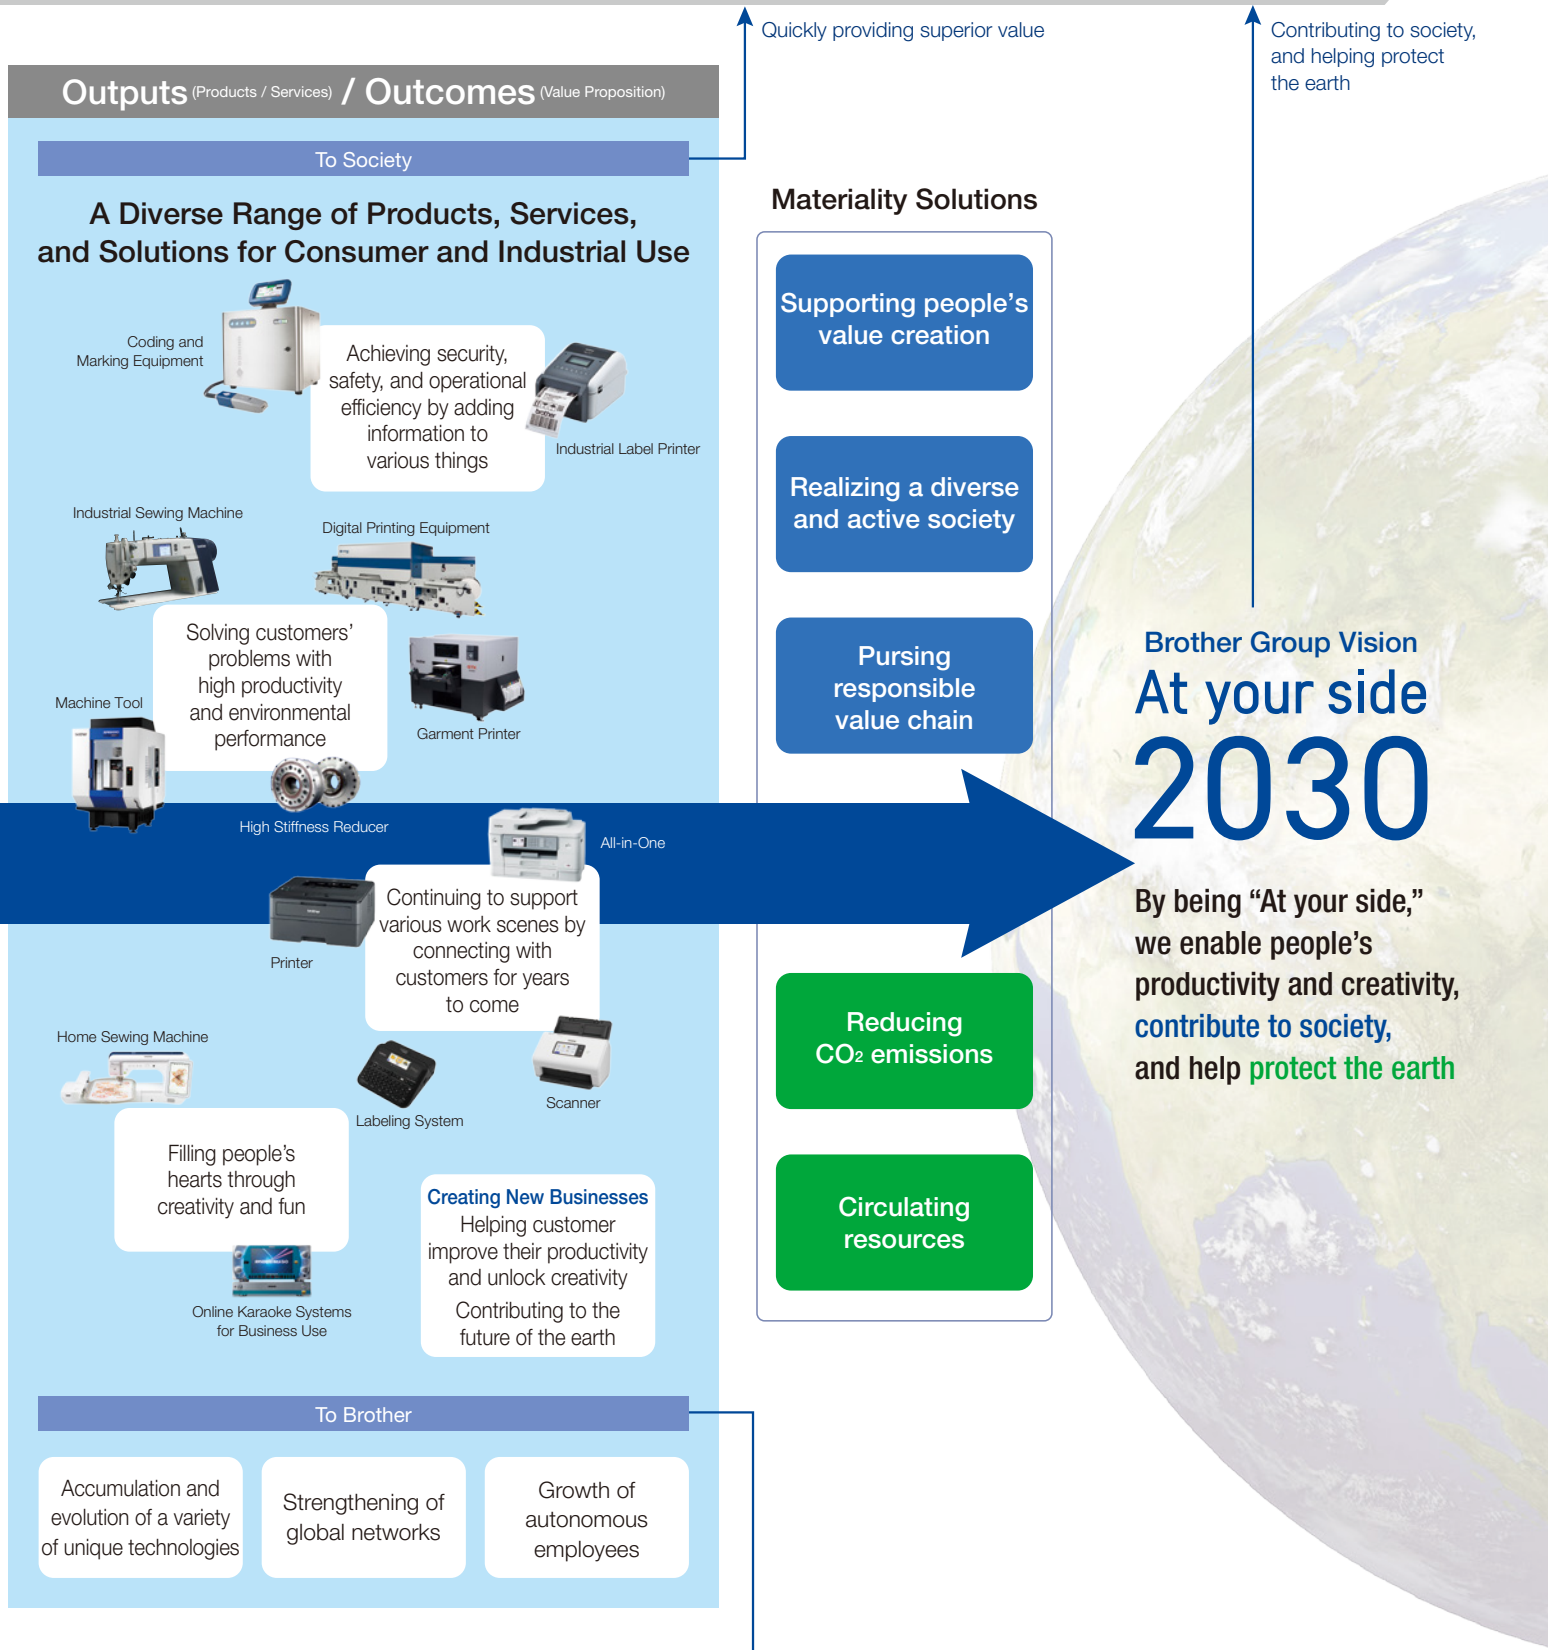 Quickly providing superior value
Contributing to society,
and helping protect
the earth
Outputs (Products / Services) / Outcomes (Value Proposition)
To Society
A Diverse Range of Products, Services,
and Solutions for Consumer and Industrial Use
Coding and
Marking Equipment
Achieving security,
safety, and operational
efficiency by adding
information to
various things
brother
Industrial Label Printer
Industrial Sewing Machine
Digital Printing Equipment
Solving customers’
problems with
high productivity
and environmental
performance
Machine Tool
Garment Printer
High Stiffness Reducer
All-in-One
Continuing to support
various work scenes by
connecting with
customers for years
to come
Printer
Home Sewing Machine
Labeling System
Scanner
Filling people’s
hearts through
creativity and fun
Online Karaoke Systems
for Business Use
Creating New Businesses
Helping customer
improve their productivity
and unlock creativity
Contributing to the
future of the earth
To Brother
Accumulation and
evolution of a variety
of unique technologies
Strengthening of
global networks
Growth of
autonomous
employees
Materiality Solutions
Supporting people’s
value creation
Realizing a diverse
and active society
Pursing
responsible
value chain
Reducing
CO2 emissions
Circulating
resources
Brother Group Vision
At your side
2030
By being “At your side,”
we enable people’s
productivity and creativity,
contribute to society,
and help protect the earth